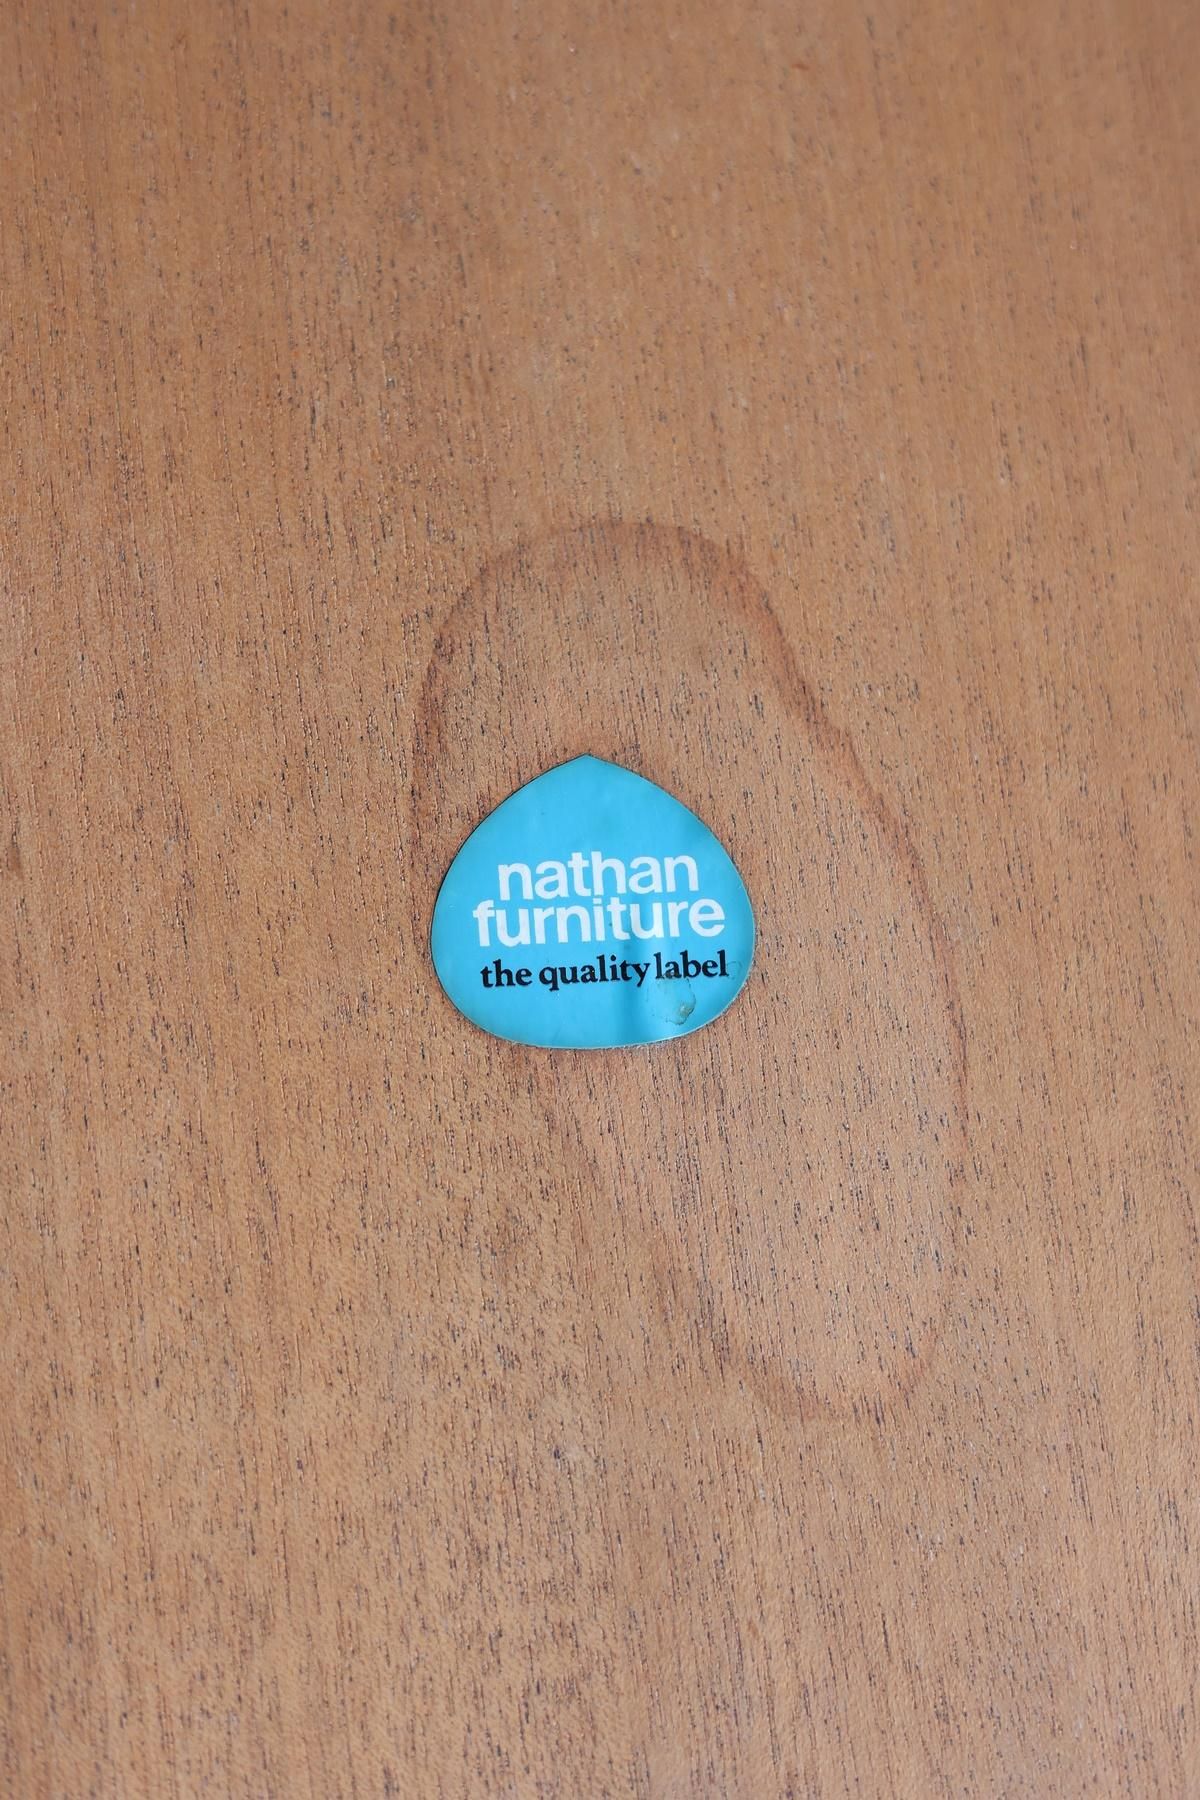 nathan
furniture
the quality label